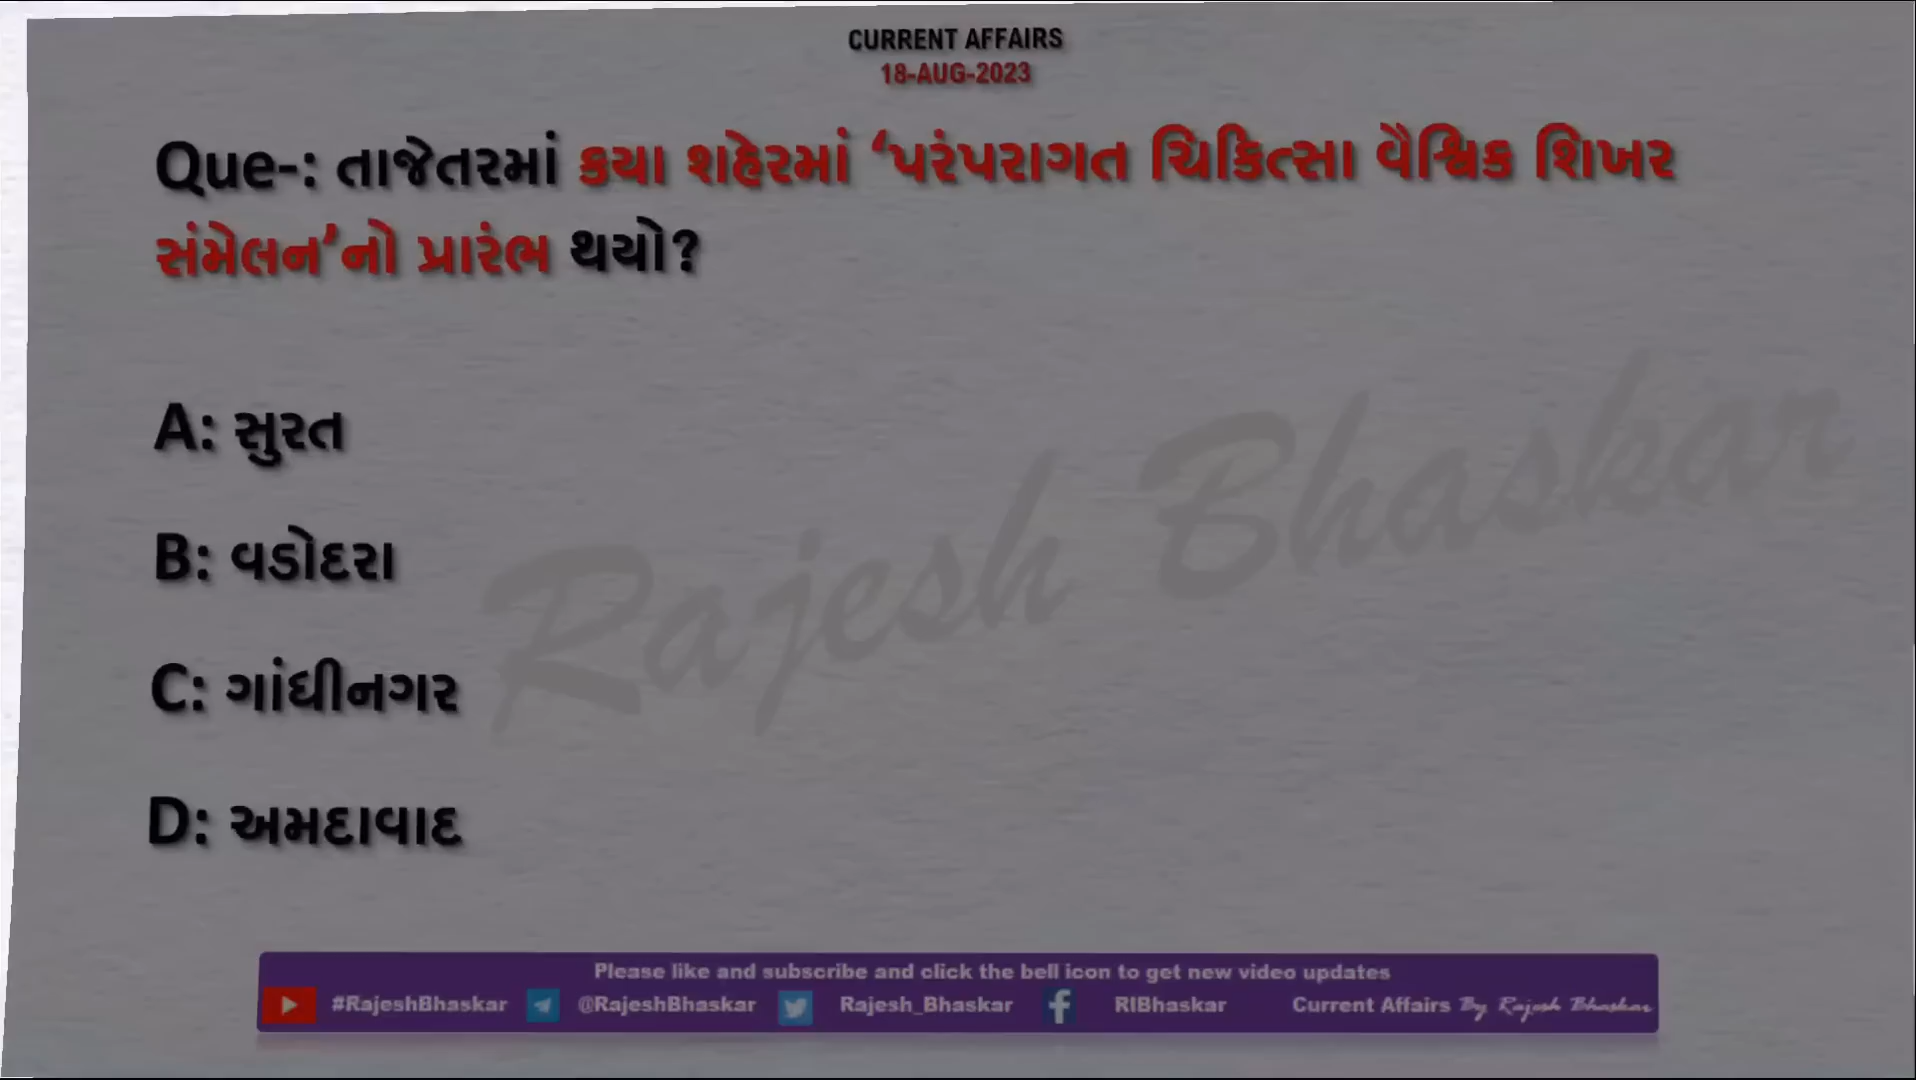 CURRENT AFFAIRS
18-AUG-2023
Que-: તાજેતરમાં કયા શહેરમાં ‘પરંપરાગત ચિકિત્સા વૈશ્વિક શિખર
સંમેલન’નો પ્રારંભ થયો?
A: સુરત
B: વડોદરા
C: ગાંધીનગર
D: અમદાવાદ
Rajesh Bhaskar
Please like and subscribe and click the bell icon to get new video updates
#RajeshBhaskar @RajeshBhaskar Rajesh_Bhaskar RIBhaskar Current Affairs By Rajesh Bhaskar